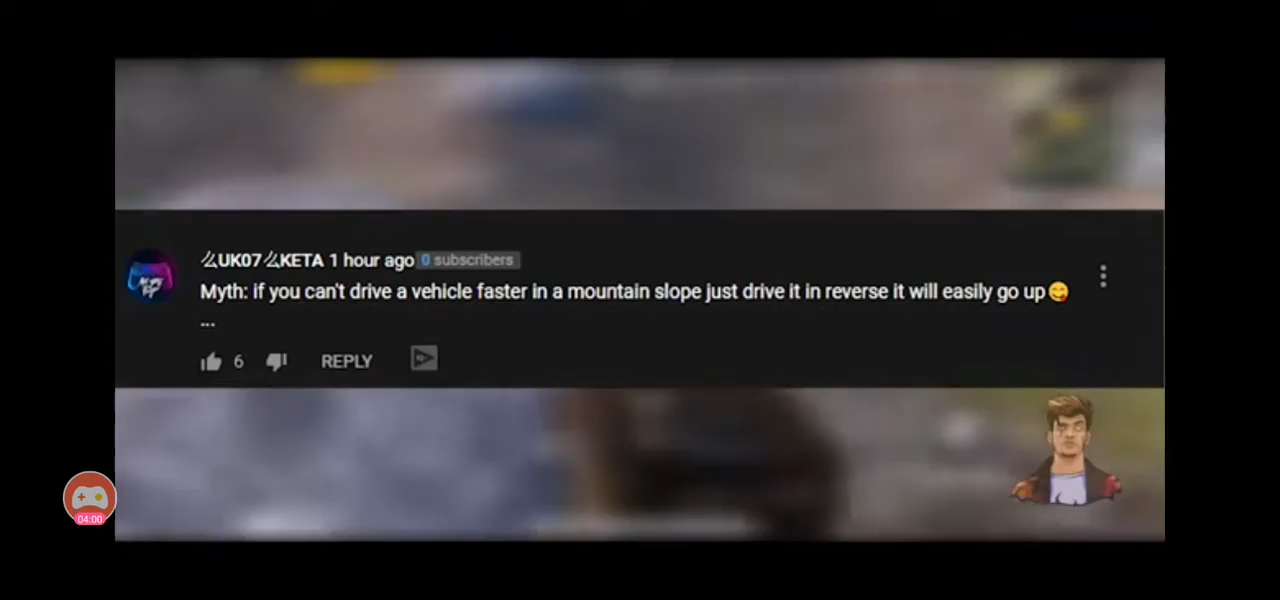 么UK07么KETA 1 hour ago 0 subscribers
Myth: if you can't drive a vehicle faster in a mountain slope just drive it in reverse it will easily go up😋
...
6 REPLY
04:00